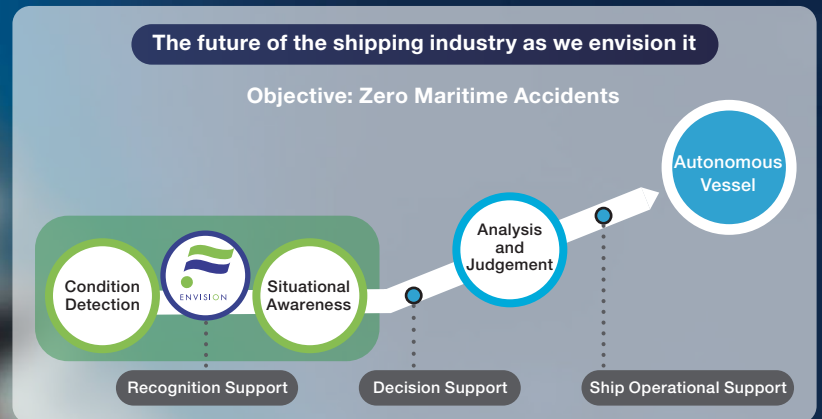 The future of the shipping industry as we envision it
Objective: Zero Maritime Accidents
Autonomous
Vessel
Analysis
and
Judgement
Condition
Detection
ENVISION
Situational
Awareness
Recognition Support
Decision Support
Ship Operational Support